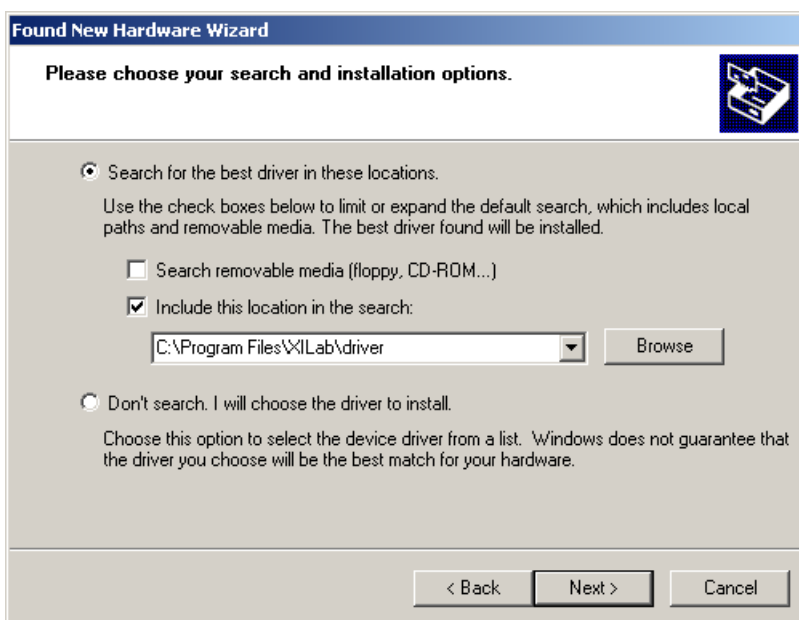 Found New Hardware Wizard
Please choose your search and installation options.
Search for the best driver in these locations.
Use the check boxes below to limit or expand the default search, which includes local
paths and removable media. The best driver found will be installed.
Search removable media (floppy, CD-ROM...)
Include this location in the search:
C:\Program Files\XILab\driver
Browse
Don't search. I will choose the driver to install.
Choose this option to select the device driver from a list. Windows does not guarantee that
the driver you choose will be the best match for your hardware.
< Back
Next >
Cancel